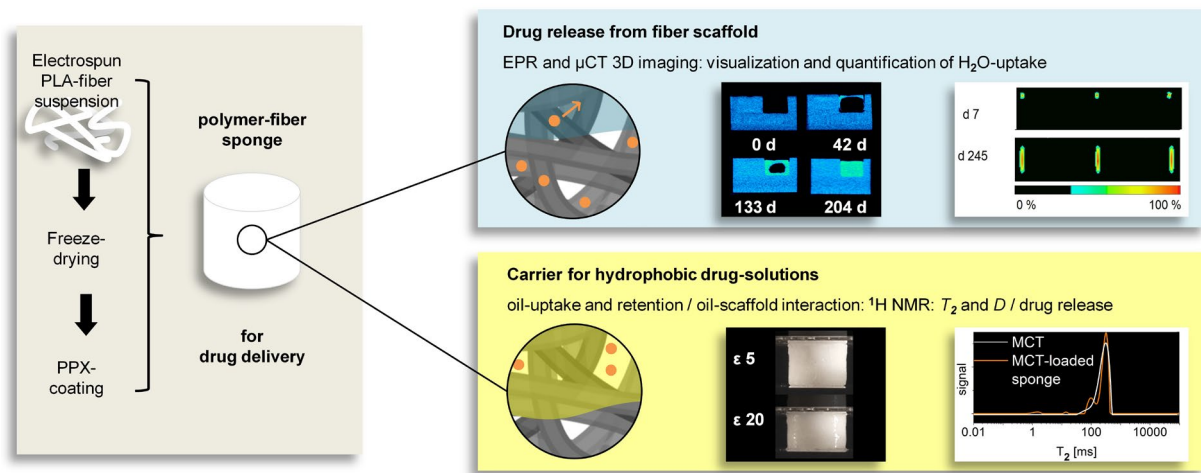 Electrospun
PLA-fiber
suspension
Freeze-
drying
PPX-
coating
polymer-fiber
sponge
for
drug delivery
Drug release from fiber scaffold
EPR and µCT 3D imaging: visualization and quantification of H₂O-uptake
0 d
42 d
133 d
204 d
d 7
d 245
0 %
100 %
Carrier for hydrophobic drug-solutions
oil-uptake and retention / oil-scaffold interaction: ¹H NMR: T₂ and D / drug release
ε 5
ε 20
signal
MCT
MCT-loaded
sponge
0.01
1
100
10000
T₂ [ms]